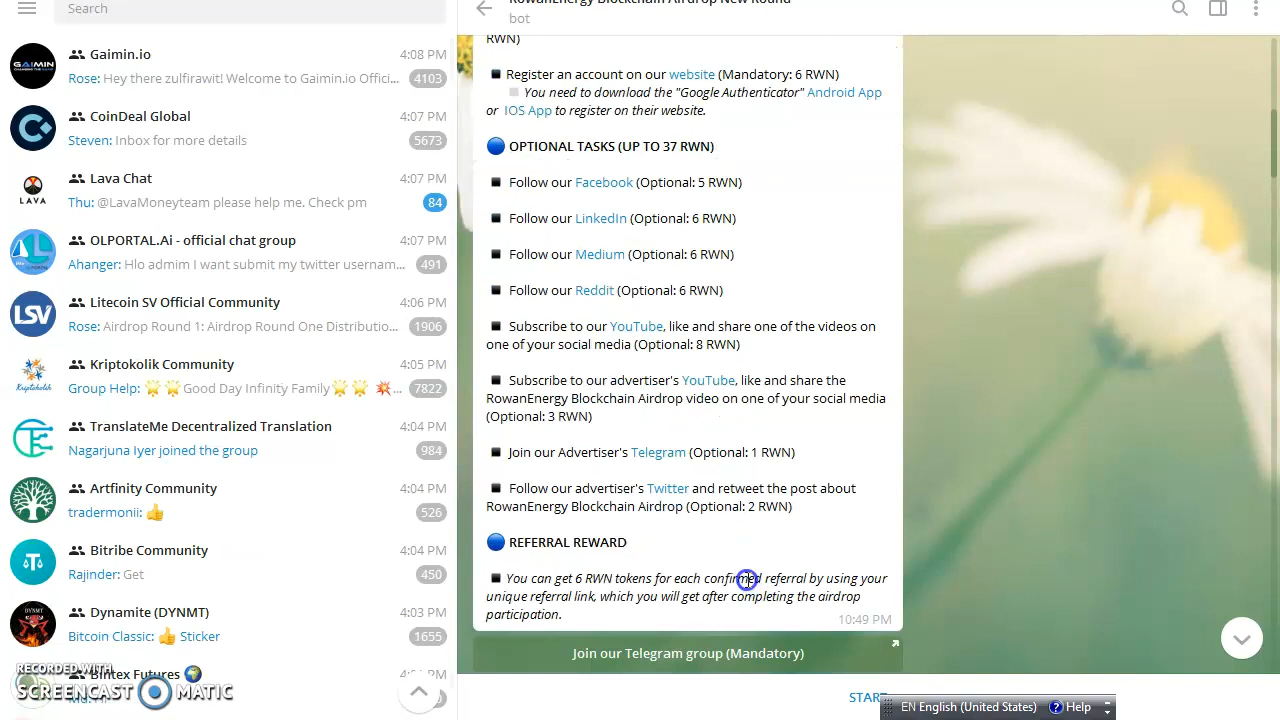 Search
Gaimin.io
4:08 PM
GAIMIN
Rose: Hey there zulfirawit! Welcome to Gaimin.io Offici...
4103
CoinDeal Global
4:07 PM
Steven: Inbox for more details
5673
Lava Chat
4:07 PM
LAVA
Thu: @LavaMoneyteam please help me. Check pm
84
OLPORTAL.Ai - official chat group
4:07 PM
Ahanger: Hlo admim I want submit my twitter usernam...
491
Litecoin SV Official Community
4:06 PM
LSV
Rose: Airdrop Round 1: Airdrop Round One Distributio...
1906
Kriptokolik Community
4:05 PM
Kriptokolik
Group Help: 🌟🌟Good Day Infinity Family🌟🌟 💥...
7822
TranslateMe Decentralized Translation
4:04 PM
Nagarjuna Iyer joined the group
984
Artfinity Community
4:04 PM
tradermonii: 👍
526
Bitribe Community
4:04 PM
Rajinder: Get
450
Dynamite (DYNMT)
4:04 PM
DYNMT
Bitcoin Classic: 👍 Sticker
1655
Bintex Futures 🌍
RECORDED WITH
SCREENCAST MATIC
RowanEnergy Blockchain Airdrop New Round
bot
RWN)
◾ Register an account on our website (Mandatory: 6 RWN)
◽ You need to download the "Google Authenticator" Android App
or IOS App to register on their website.
🔵 OPTIONAL TASKS (UP TO 37 RWN)
◾ Follow our Facebook (Optional: 5 RWN)
◾ Follow our LinkedIn (Optional: 6 RWN)
◾ Follow our Medium (Optional: 6 RWN)
◾ Follow our Reddit (Optional: 6 RWN)
◾ Subscribe to our YouTube, like and share one of the videos on
one of your social media (Optional: 8 RWN)
◾ Subscribe to our advertiser's YouTube, like and share the
RowanEnergy Blockchain Airdrop video on one of your social media
(Optional: 3 RWN)
◾ Join our Advertiser's Telegram (Optional: 1 RWN)
◾ Follow our advertiser's Twitter and retweet the post about
RowanEnergy Blockchain Airdrop (Optional: 2 RWN)
🔵 REFERRAL REWARD
◾ You can get 6 RWN tokens for each confirmed referral by using your
unique referral link, which you will get after completing the airdrop
participation.
10:49 PM
Join our Telegram group (Mandatory)
START
EN English (United States)
Help